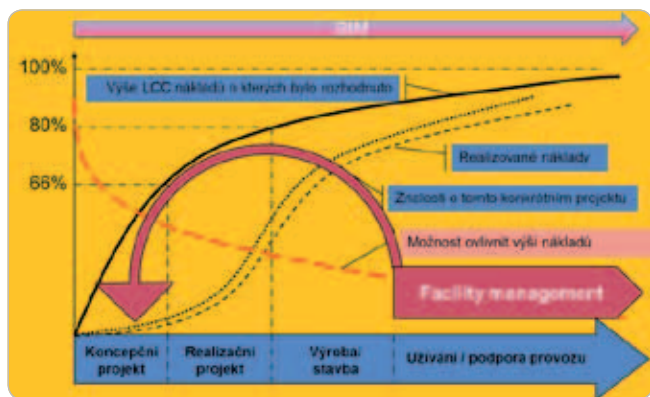 BIM
100%
Výše LCC nákladů o kterých bylo rozhodnuto
80%
Realizované náklady
66%
Znalosti o tomto konkrétním projektu
Možnost ovlivnit výši nákladů
Facility management
Koncepční
projekt
Realizační
projekt
Výroba/
stavba
Užívání / podpora provozu